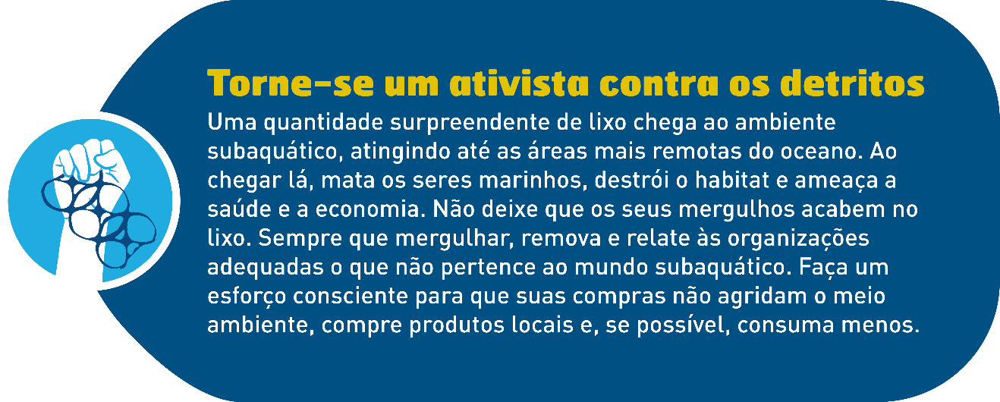 Torne-se um ativista contra os detritos
Uma quantidade surpreendente de lixo chega ao ambiente
subaquático, atingindo até as áreas mais remotas do oceano. Ao
chegar lá, mata os seres marinhos, destrói o habitat e ameaça a
saúde e a economia. Não deixe que os seus mergulhos acabem no
lixo. Sempre que mergulhar, remova e relate às organizações
adequadas o que não pertence ao mundo subaquático. Faça um
esforço consciente para que suas compras não agridam o meio
ambiente, compre produtos locais e, se possível, consuma menos.